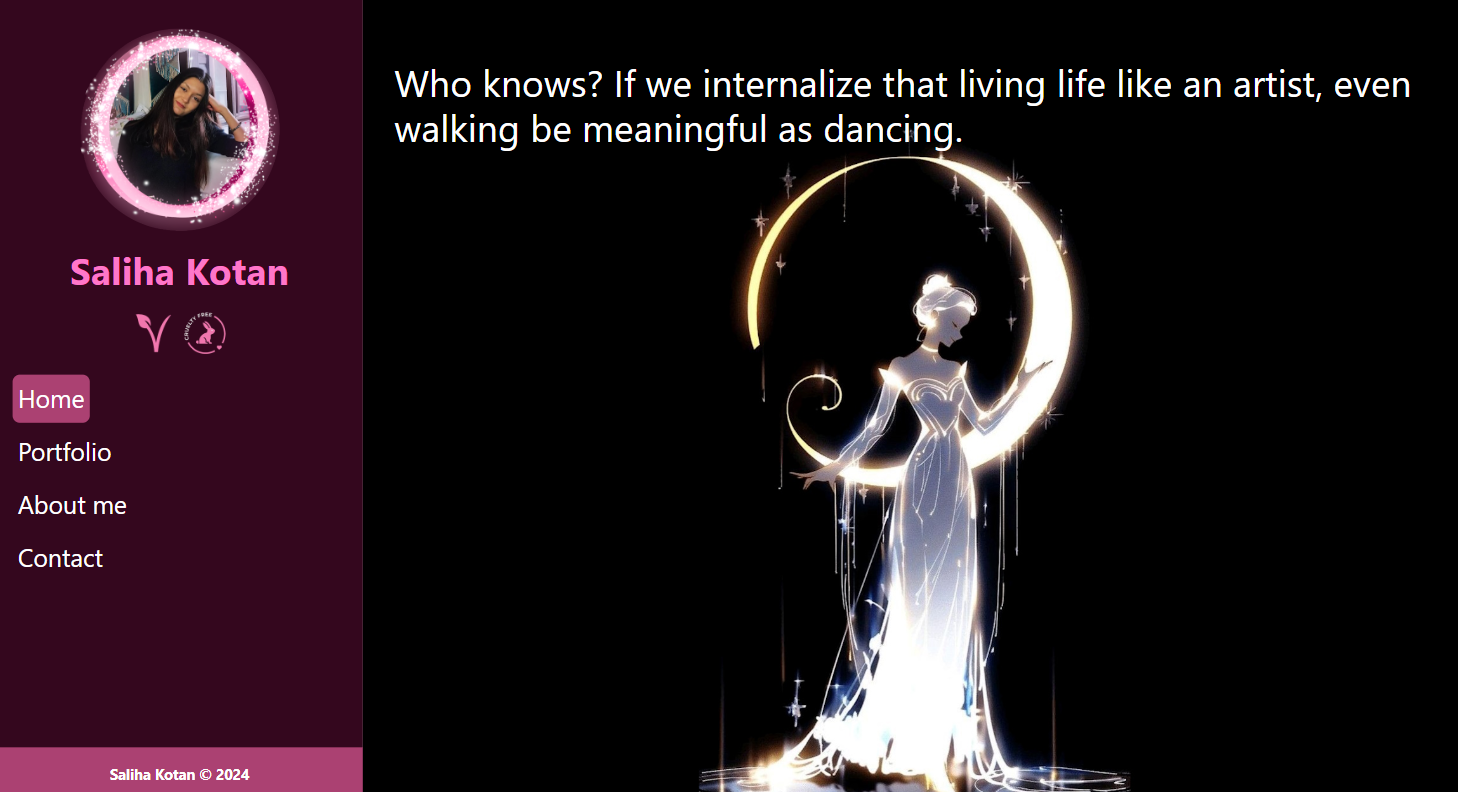 Who knows? If we internalize that living life like an artist, even
walking be meaningful as dancing.
Saliha Kotan
CRUELTY FREE
Home
Portfolio
About me
Contact
Saliha Kotan © 2024